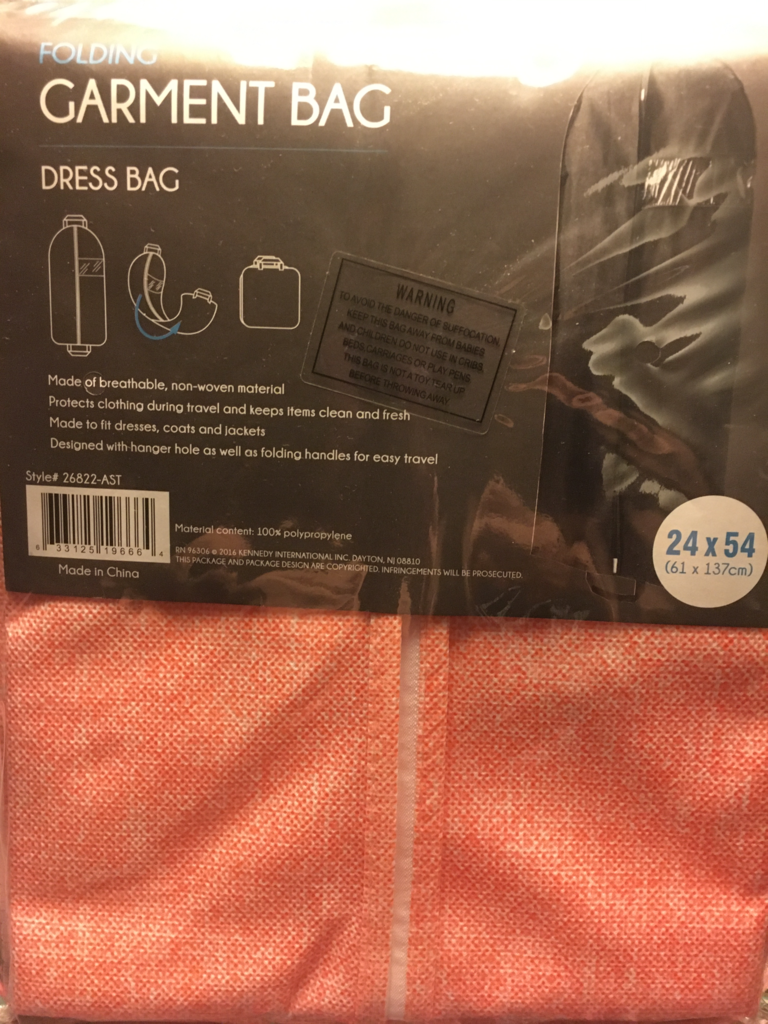 FOLDING
GARMENT BAG
DRESS BAG
WARNING
TO AVOID THE DANGER OF SUFFOCATION,
KEEP THIS BAG AWAY FROM BABIES
AND CHILDREN DO NOT USE IN CRIBS,
BEDS, CARRIAGES OR PLAY PENS.
THIS BAG IS NOT A TOY TEAR UP
BEFORE THROWING AWAY
Made of breathable, non-woven material
Protects clothing during travel and keeps items clean and fresh
Made to fit dresses, coats and jackets
Designed with hanger hole as well as folding handles for easy travel
Style# 26822-AST
8 33125 19666 4
Made in China
Material content: 100% polypropylene
RN 96306 © 2016 KENNEDY INTERNATIONAL INC. DAYTON, NJ 08810
THIS PACKAGE AND PACKAGE DESIGN ARE COPYRIGHTED. INFRINGEMENTS WILL BE PROSECUTED.
24 x 54
(61 x 137cm)